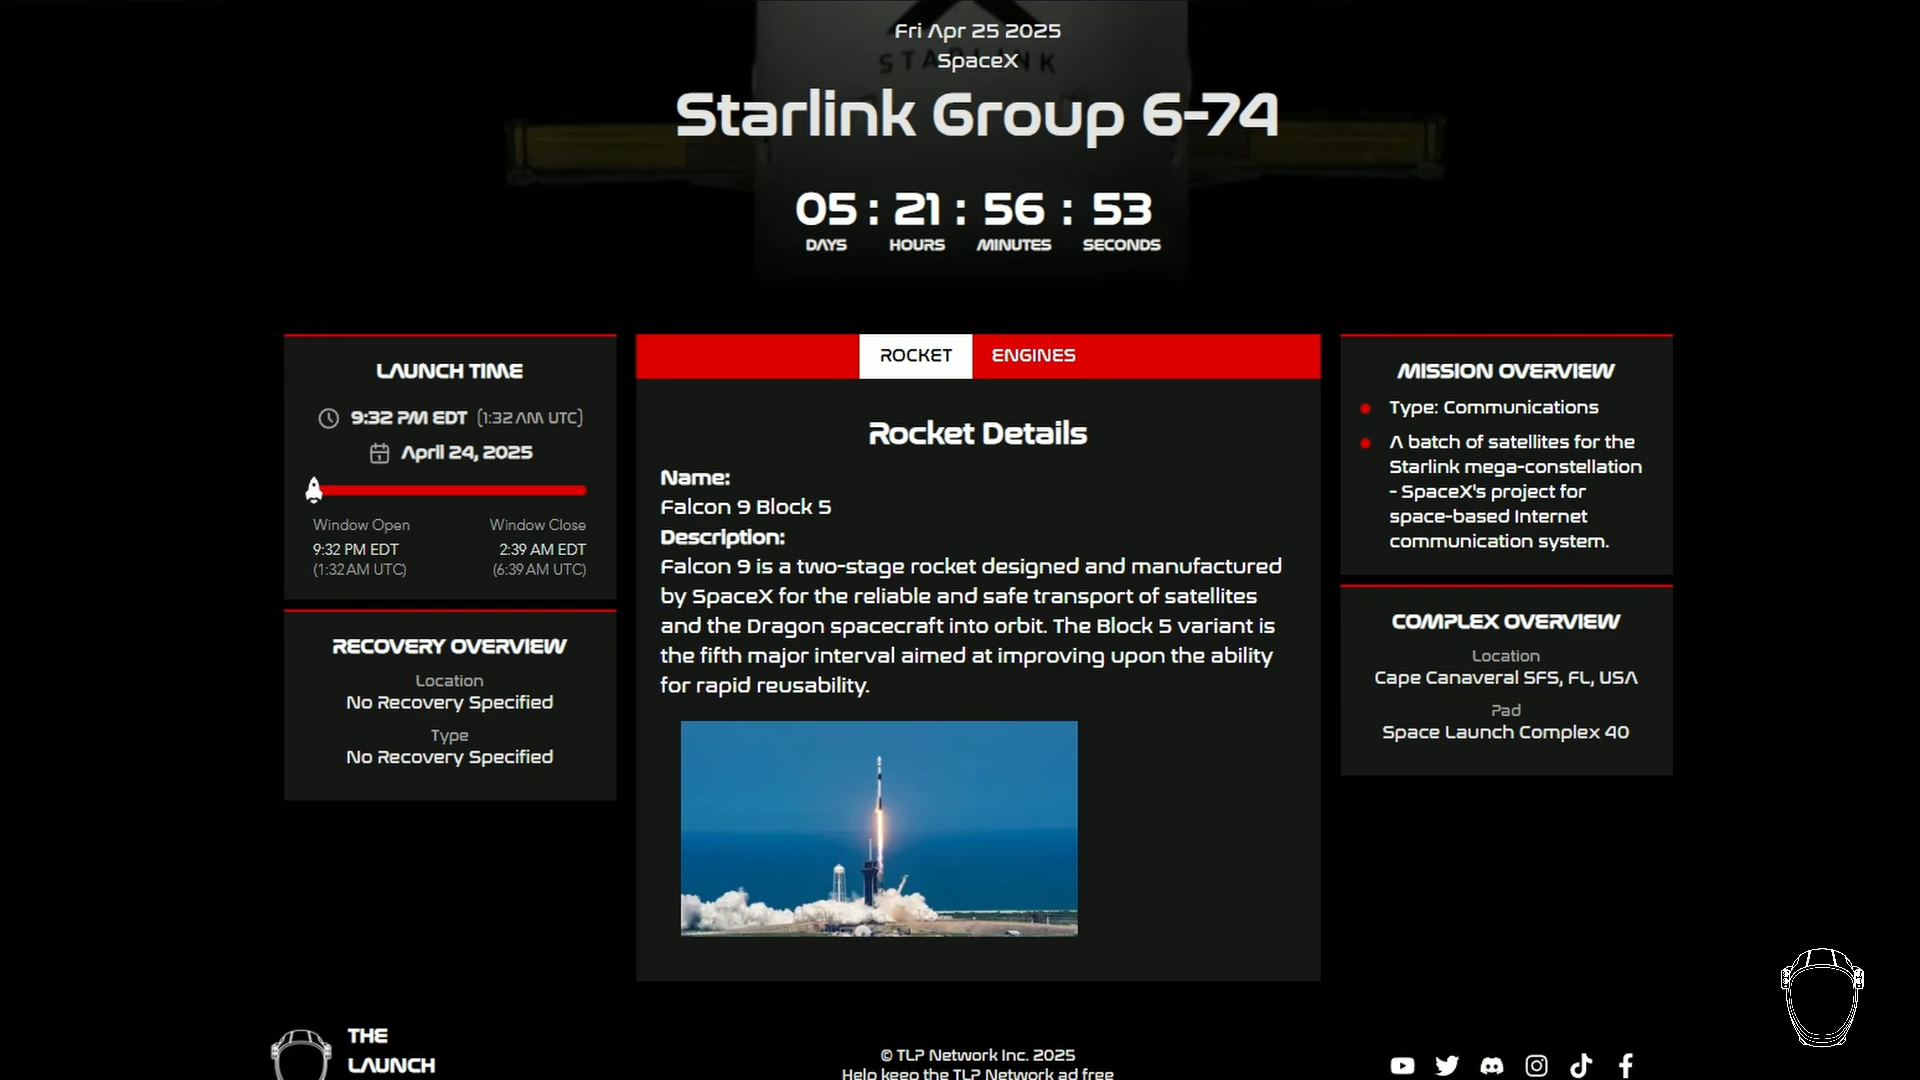 Fri Apr 25 2025
STARLINK
SpaceX
Starlink Group 6-74
05 : 21 : 56 : 53
DAYS HOURS MINUTES SECONDS
LAUNCH TIME
9:32 PM EDT (1:32 AM UTC)
April 24, 2025
Window Open Window Close
9:32 PM EDT 2:39 AM EDT
(1:32 AM UTC) (6:39 AM UTC)
RECOVERY OVERVIEW
Location
No Recovery Specified
Type
No Recovery Specified
ROCKET ENGINES
Rocket Details
Name:
Falcon 9 Block 5
Description:
Falcon 9 is a two-stage rocket designed and manufactured
by SpaceX for the reliable and safe transport of satellites
and the Dragon spacecraft into orbit. The Block 5 variant is
the fifth major interval aimed at improving upon the ability
for rapid reusability.
MISSION OVERVIEW
Type: Communications
A batch of satellites for the
Starlink mega-constellation
- SpaceX's project for
space-based Internet
communication system.
COMPLEX OVERVIEW
Location
Cape Canaveral SFS, FL, USA
Pad
Space Launch Complex 40
THE
LAUNCH
© TLP Network Inc. 2025
Help keep the TLP Network ad free